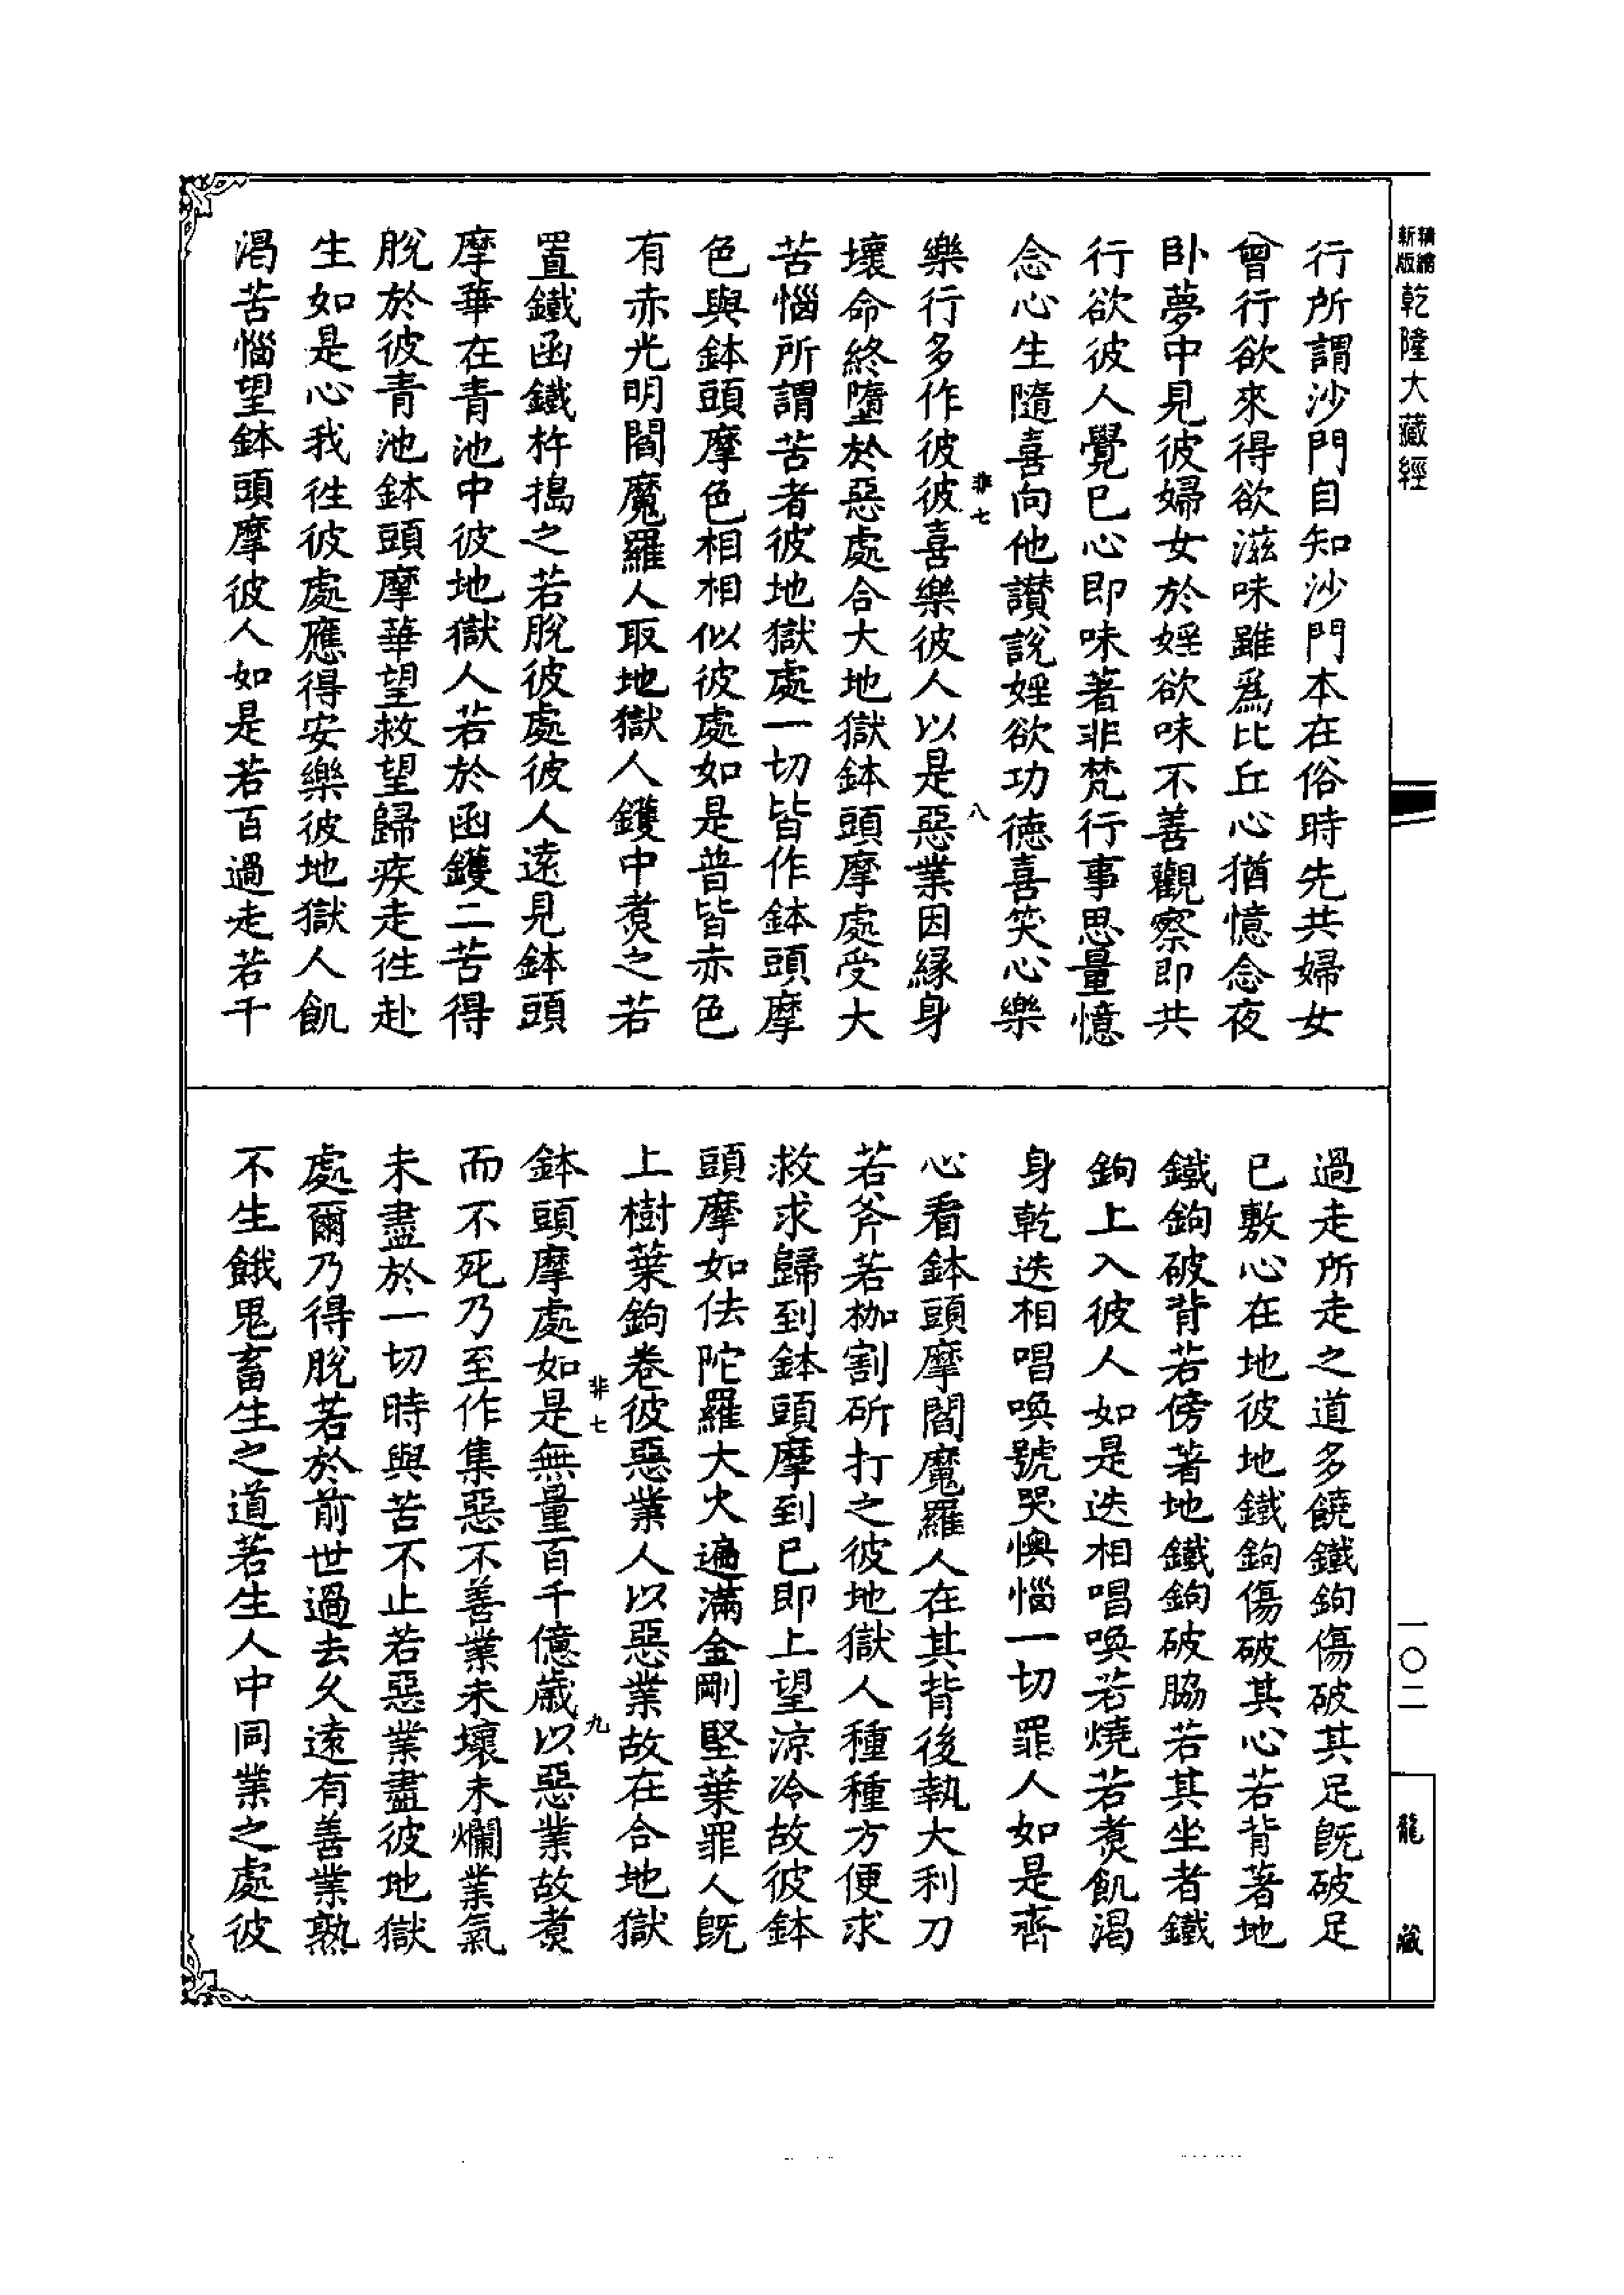 新版精縮乾隆大藏經
行所謂沙門自知沙門本在俗時先共婦女
曾行欲來得欲滋味雖爲比丘心猶憶念夜
卧夢中見彼婦女於婬欲味不善觀察即共
行欲彼人覺已心即味著非梵行事思量憶
念心生隨喜向他讃說婬欲功德喜笑心樂
非七
八
樂行多作彼彼喜樂彼人以是惡業因緣身
壞命終墮於惡處合大地獄鉢頭摩處受大
苦惱所謂苦者彼地獄處一切皆作鉢頭摩
色與鉢頭摩色相相似彼處如是普皆赤色
有赤光明閻魔羅人取地獄人鑊中煑之若
置鐵函鐵杵搗之若脫彼處彼人遠見鉢頭
摩華在青池中彼地獄人若於函鑊二苦得
脫於彼青池鉢頭摩華望救望歸疾走徃赴
生如是心我徃彼處應得安樂彼地獄人飢
渴苦惱望鉢頭摩彼人如是若百過走若千
過走所走之道多饒鐵鉤傷破其足旣破足
已敷心在地彼地鐵鉤傷破其心若背著地
鐵鉤破背若傍著地鐵鉤破脇若其坐者鐵
鉤上入彼人如是迭相唱喚若燒若煑飢渴
身乾迭相唱喚號哭懊惱一切罪人如是齊
心看鉢頭摩閻魔羅人在其背後執大利刀
若斧若枷割斫打之彼地獄人種種方便求
救求歸到鉢頭摩到已即上望涼冷故彼鉢
頭摩如佉陀羅大火遍滿金剛堅葉罪人旣
上樹葉鉤卷彼惡業人以惡業故在合地獄
非七
九
鉢頭摩處如是無量百千億歲以惡業故煑
而不死乃至作集惡不善業未壞未爛業氣
未盡於一切時與苦不止若惡業盡彼地獄
處爾乃得脫若於前世過去久遠有善業熟
不生餓鬼畜生之道若生人中同業之處彼
一〇二
龍藏